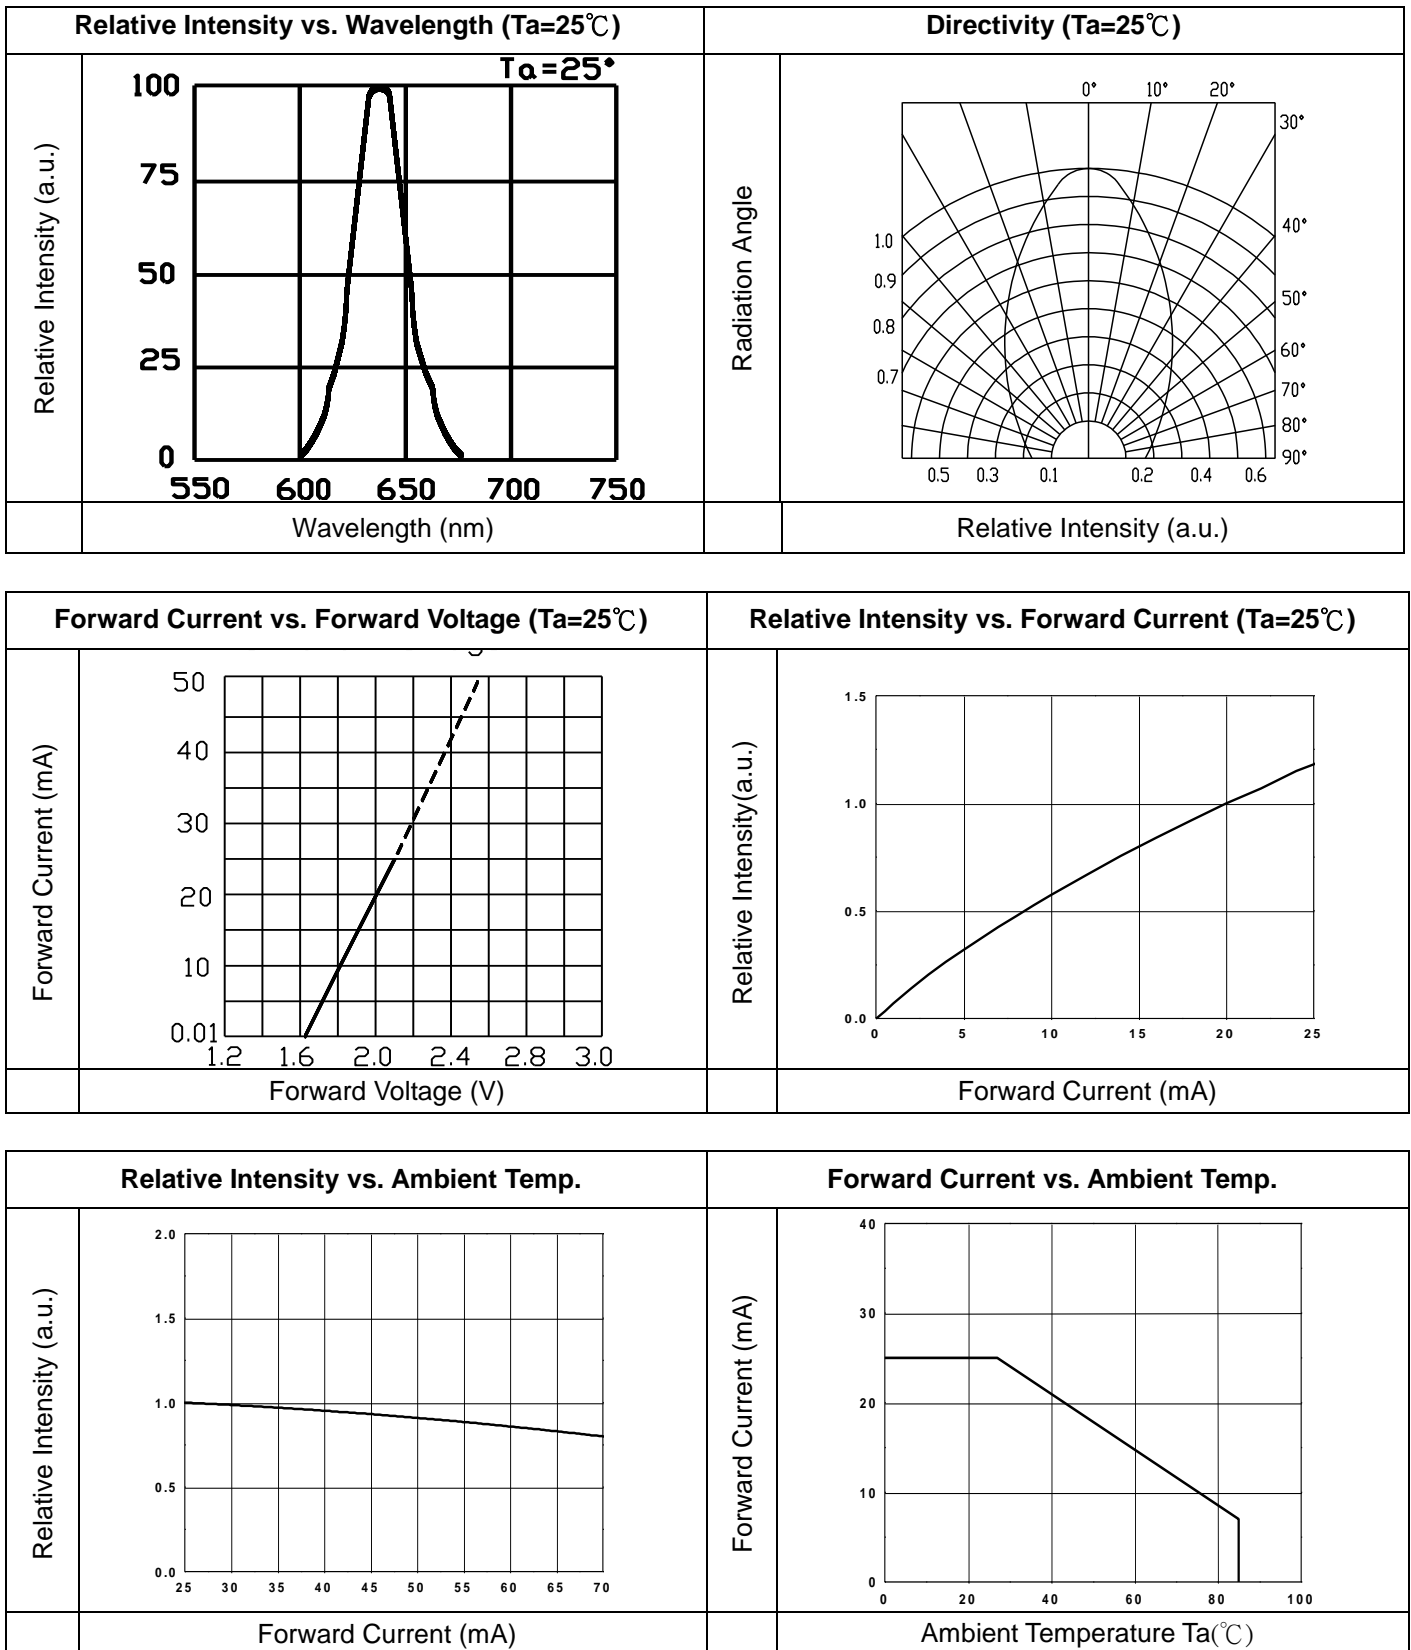 Relative Intensity vs. Wavelength (Ta=25℃)
Directivity (Ta=25℃)
Relative Intensity (a.u.)
Ta=25°
100
75
50
25
0
550 600 650 700 750
Wavelength (nm)
Radiation Angle
0° 10° 20°
30°
40°
50°
60°
70°
80°
90°
1.0
0.9
0.8
0.7
0.5 0.3 0.1 0.2 0.4 0.6
Relative Intensity (a.u.)
Forward Current vs. Forward Voltage (Ta=25℃)
Relative Intensity vs. Forward Current (Ta=25℃)
Forward Current (mA)
50
40
30
20
10
0.01
1.2 1.6 2.0 2.4 2.8 3.0
Forward Voltage (V)
Relative Intensity(a.u.)
1.5
1.0
0.5
0.0
0 5 10 15 20 25
Forward Current (mA)
Relative Intensity vs. Ambient Temp.
Forward Current vs. Ambient Temp.
Relative Intensity (a.u.)
2.0
1.5
1.0
0.5
0.0
25 30 35 40 45 50 55 60 65 70
Forward Current (mA)
Forward Current (mA)
40
30
20
10
0
0 20 40 60 80 100
Ambient Temperature Ta(℃)